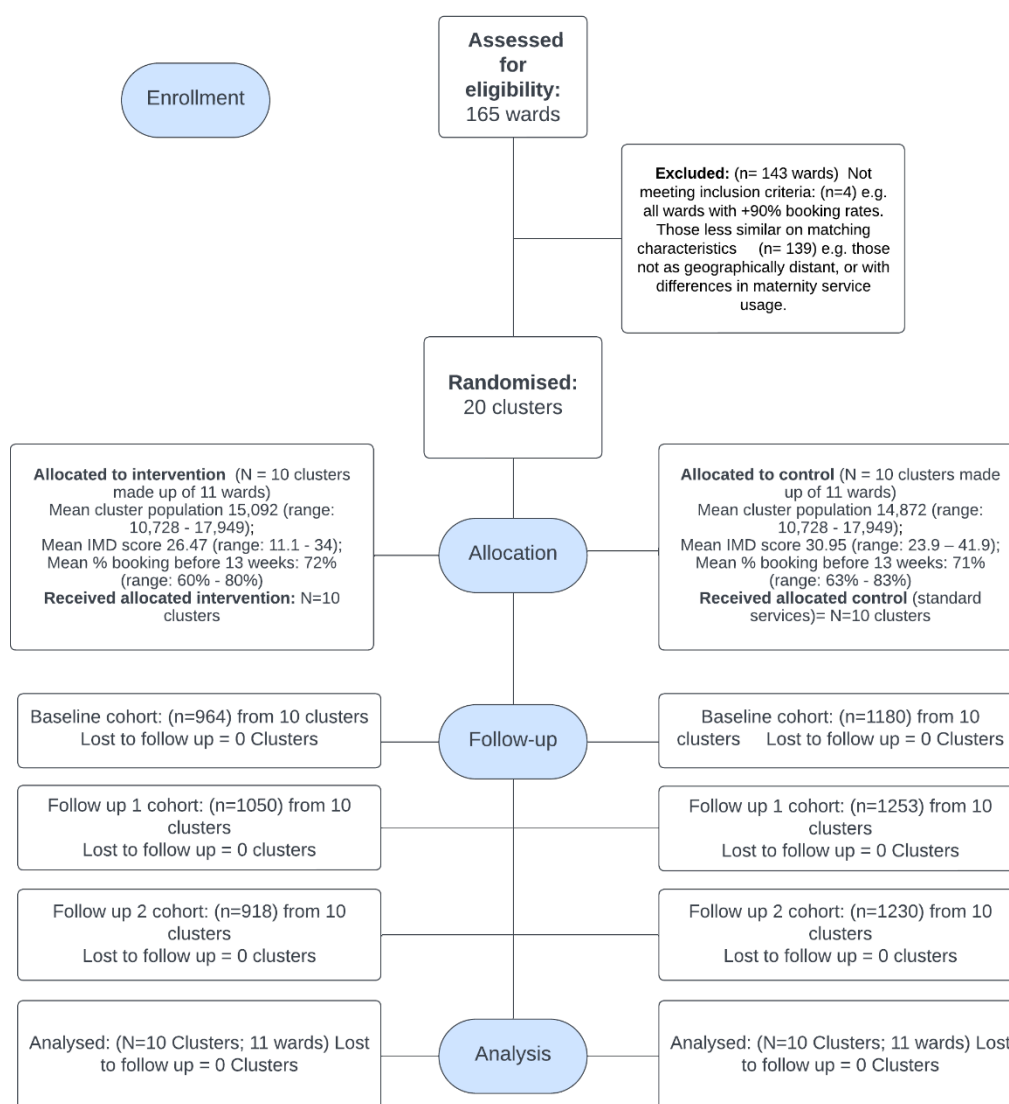 Assessed
for
eligibility:
165 wards
Enrollment
Excluded: (n= 143 wards) Not
meeting inclusion criteria: (n=4) e.g.
all wards with +90% booking rates.
Those less similar on matching
characteristics (n= 139) e.g. those
not as geographically distant, or with
differences in maternity service
usage.
Randomised:
20 clusters
Allocated to intervention (N = 10 clusters
made up of 11 wards)
Mean cluster population 15,092 (range:
10,728 - 17,949);
Mean IMD score 26.47 (range: 11.1 - 34);
Mean % booking before 13 weeks: 72%
(range: 60% - 80%)
Received allocated intervention: N=10
clusters
Allocation
Allocated to control (N = 10 clusters made
up of 11 wards)
Mean cluster population 14,872 (range:
10,728 - 17,949);
Mean IMD score 30.95 (range: 23.9 – 41.9);
Mean % booking before 13 weeks: 71%
(range: 63% - 83%)
Received allocated control (standard
services)= N=10 clusters
Baseline cohort: (n=964) from 10 clusters
Lost to follow up = 0 Clusters
Follow-up
Baseline cohort: (n=1180) from 10
clusters Lost to follow up = 0 Clusters
Follow up 1 cohort: (n=1050) from 10
clusters
Lost to follow up = 0 clusters
Follow up 1 cohort: (n=1253) from 10
clusters
Lost to follow up = 0 Clusters
Follow up 2 cohort: (n=918) from 10
clusters
Lost to follow up = 0 clusters
Follow up 2 cohort: (n=1230) from 10
clusters
Lost to follow up = 0 clusters
Analysed: (N=10 Clusters; 11 wards) Lost
to follow up = 0 Clusters
Analysis
Analysed: (N=10 Clusters; 11 wards) Lost
to follow up = 0 Clusters